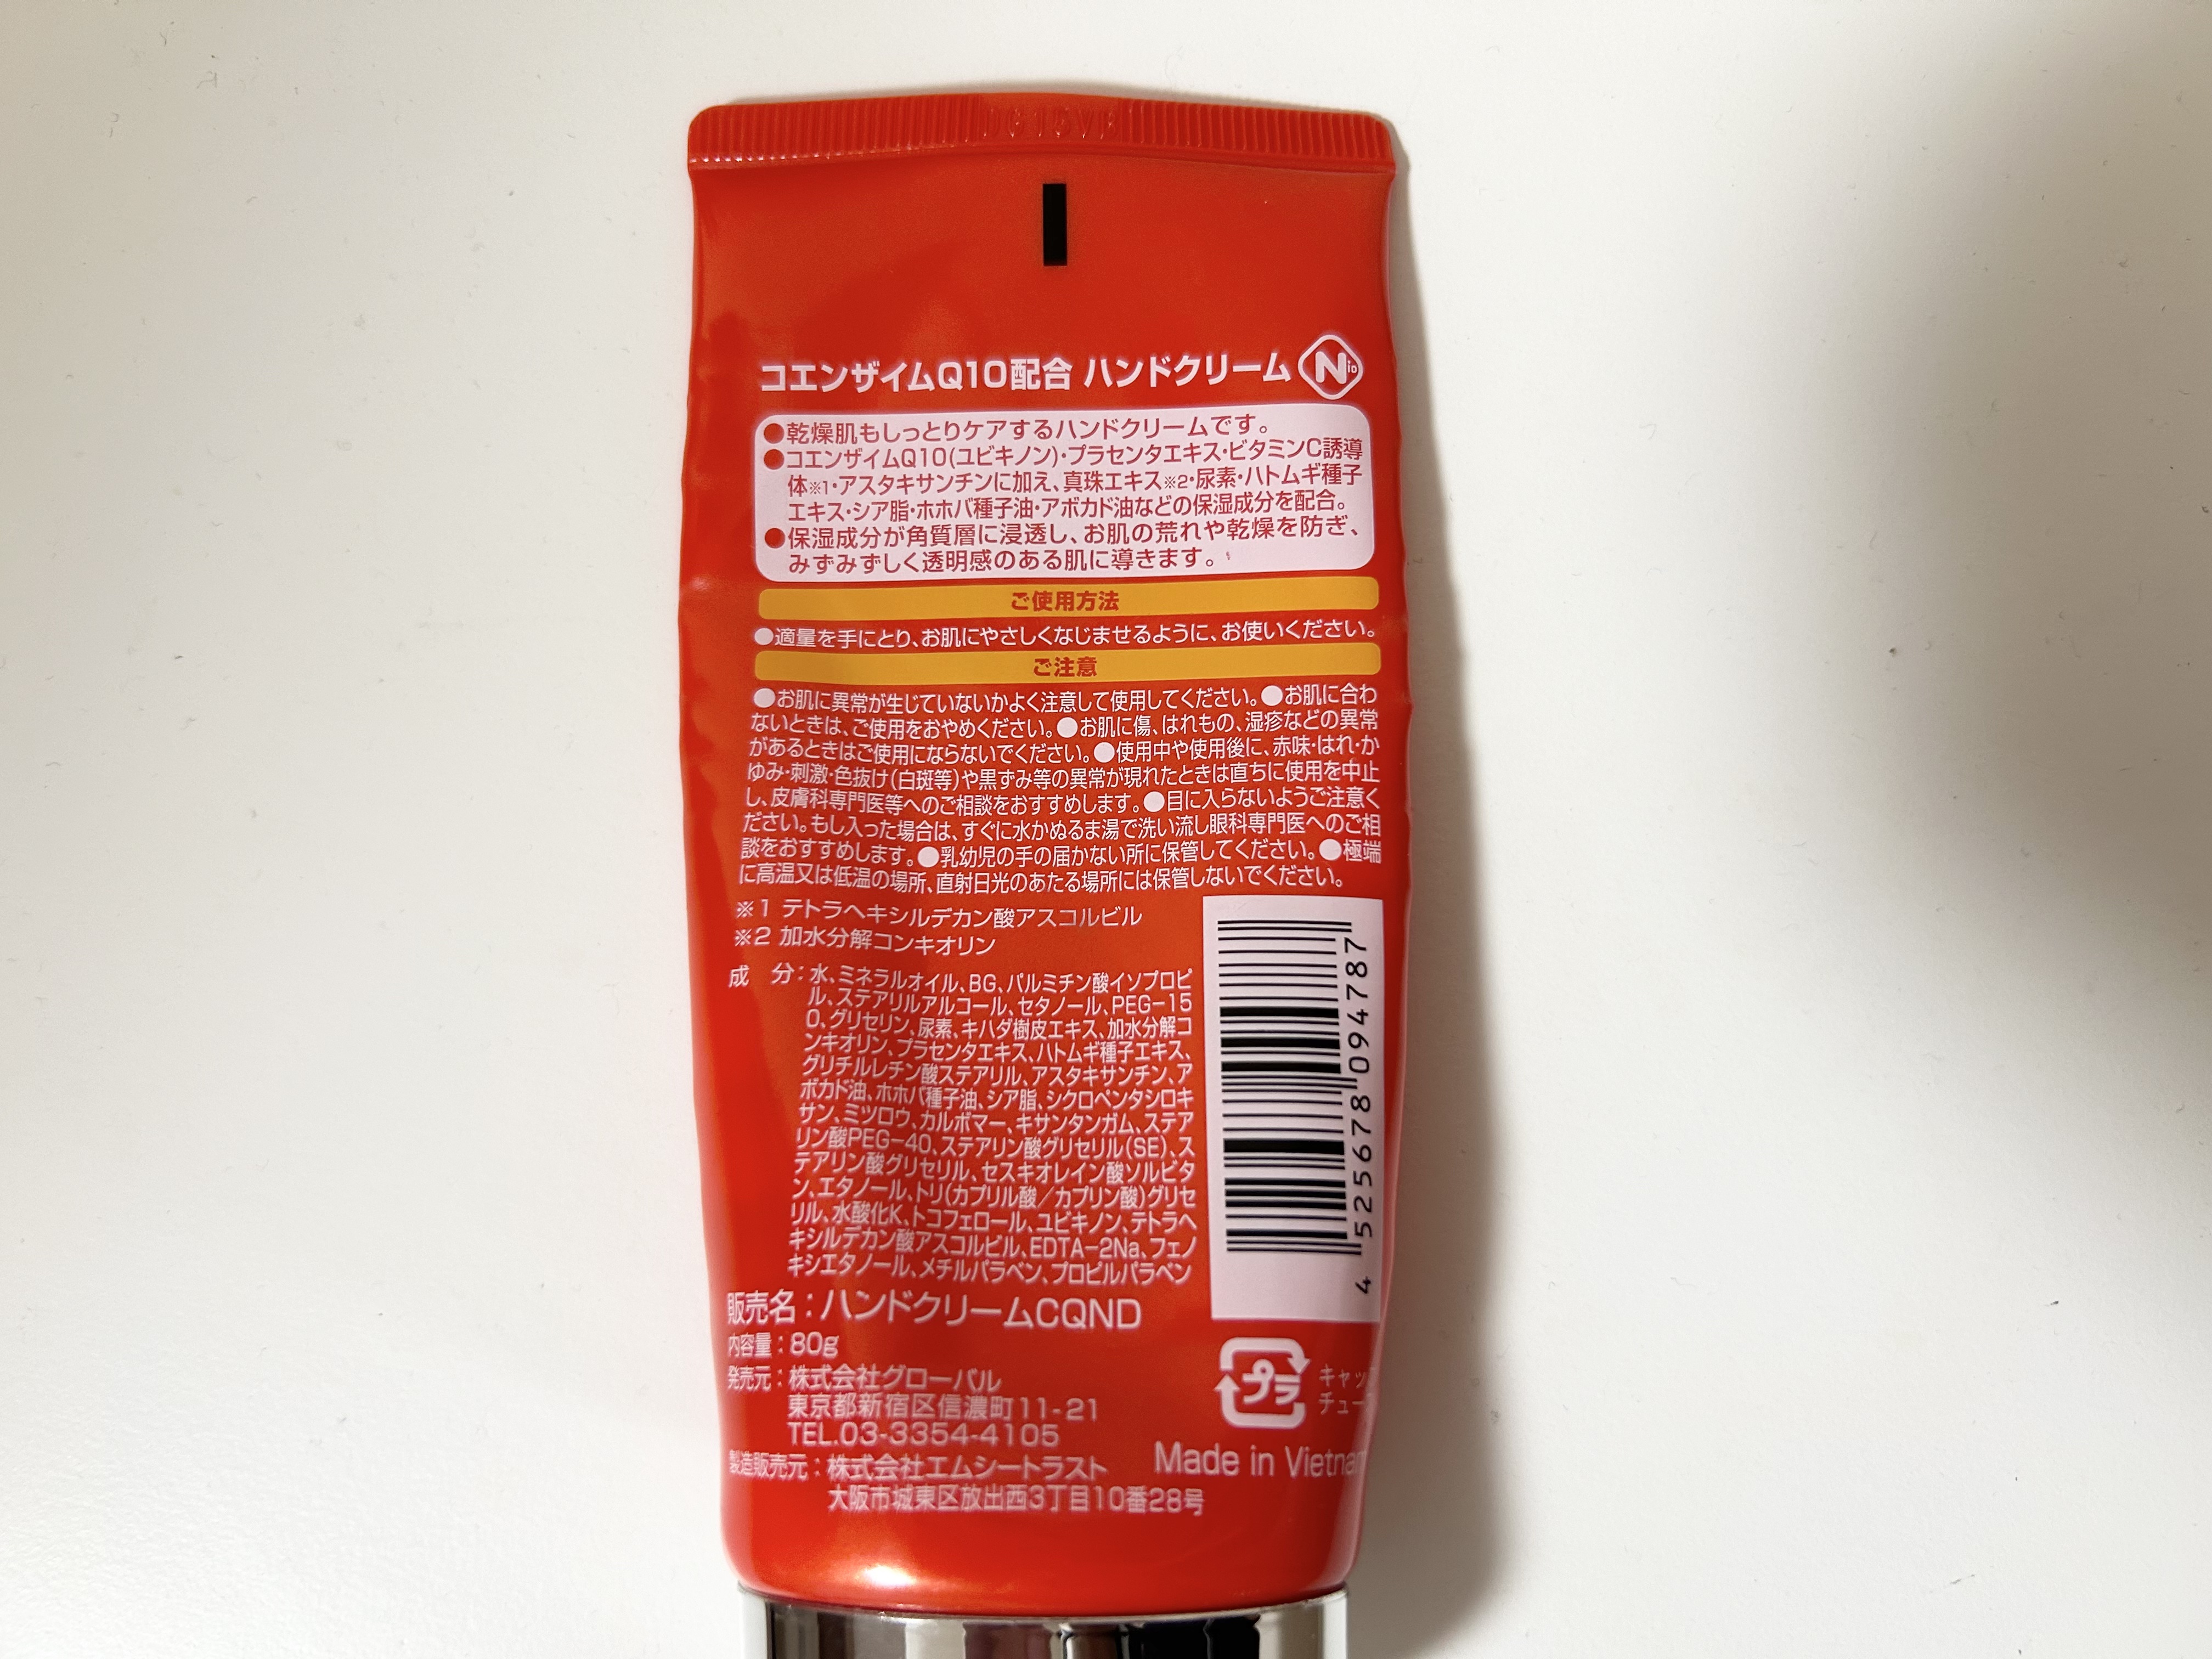 コエンザイムQ10配合 ハンドクリーム Nid
●乾燥肌もしっとりケアするハンドクリームです。
●コエンザイムQ10(ユビキノン)・プラセンタエキス・ビタミンC誘導
体※1・アスタキサンチンに加え、真珠エキス※2・尿素・ハトムギ種子
エキス・シア脂・ホホバ種子油・アボカド油などの保湿成分を配合。
●保湿成分が角質層に浸透し、お肌の荒れや乾燥を防ぎ、
みずみずしく透明感のある肌に導きます。
ご使用方法
●適量を手にとり、お肌にやさしくなじませるように、お使いください。
ご注意
●お肌に異常が生じていないかよく注意して使用してください。●お肌に合わ
ないときは、ご使用をおやめください。●お肌に傷、はれもの、湿疹などの異常
があるときはご使用にならないでください。●使用中や使用後に、赤味・はれ・か
ゆみ・刺激・色抜け(白斑等)や黒ずみ等の異常が現れたときは直ちに使用を中止
し、皮膚科専門医等へのご相談をおすすめします。●目に入らないようご注意く
ださい。もし入った場合は、すぐに水かぬるま湯で洗い流し眼科専門医へのご相
談をおすすめします。●乳幼児の手の届かない所に保管してください。●極端
に高温又は低温の場所、直射日光のあたる場所には保管しないでください。
※1 テトラヘキシルデカン酸アスコルビル
※2 加水分解コンキオリン
成 分：水、ミネラルオイル、BG、パルミチン酸イソプロピ
ル、ステアリルアルコール、セタノール、PEG-15
0、グリセリン、尿素、キハダ樹皮エキス、加水分解コ
ンキオリン、プラセンタエキス、ハトムギ種子エキス、
グリチルレチン酸ステアリル、アスタキサンチン、ア
ボカド油、ホホバ種子油、シア脂、シクロペンタシロキ
サン、ミツロウ、カルボマー、キサンタンガム、ステア
リン酸PEG-40、ステアリン酸グリセリル(SE)、ス
テアリン酸グリセリル、セスキオレイン酸ソルビタ
ン、エタノール、トリ(カプリル酸／カプリン酸)グリセ
リル、水酸化K、トコフェロール、ユビキノン、テトラヘ
キシルデカン酸アスコルビル、EDTA-2Na、フェノ
キシエタノール、メチルパラベン、プロピルパラベン
4 525678 094787
販売名：ハンドクリームCQND
内容量：80g
発売元：株式会社グローバル
東京都新宿区信濃町11-21
TEL.03-3354-4105
製造販売元：株式会社エムシートラスト
大阪市城東区放出西3丁目10番28号
プラ
キャッ
チュー
Made in Vietnam